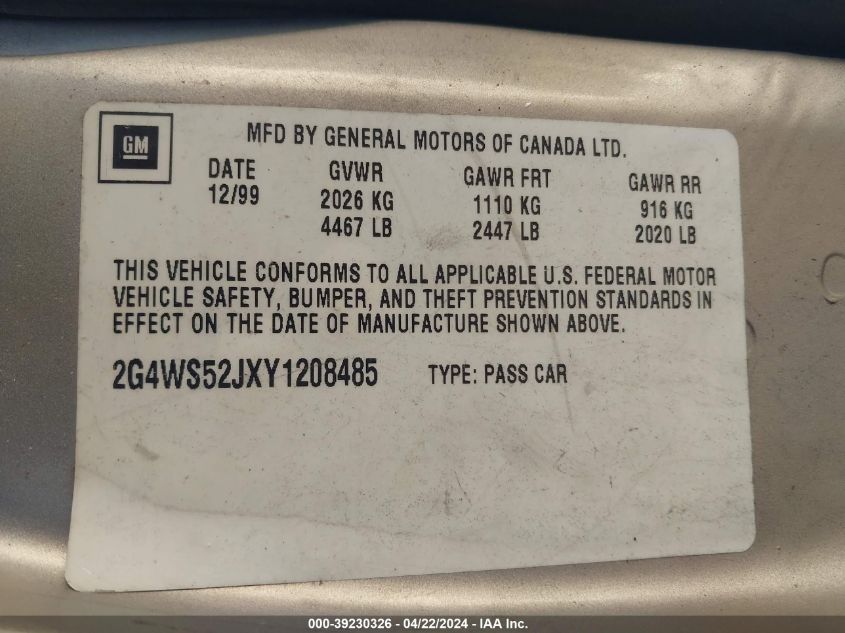 GM
MFD BY GENERAL MOTORS OF CANADA LTD.
DATE GVWR GAWR FRT GAWR RR
12/99 2026 KG 1110 KG 916 KG
4467 LB 2447 LB 2020 LB
THIS VEHICLE CONFORMS TO ALL APPLICABLE U.S. FEDERAL MOTOR
VEHICLE SAFETY, BUMPER, AND THEFT PREVENTION STANDARDS IN
EFFECT ON THE DATE OF MANUFACTURE SHOWN ABOVE.
2G4WS52JXY1208485 TYPE: PASS CAR
000-39230326 | 04/22/2024 - IAA Inc.